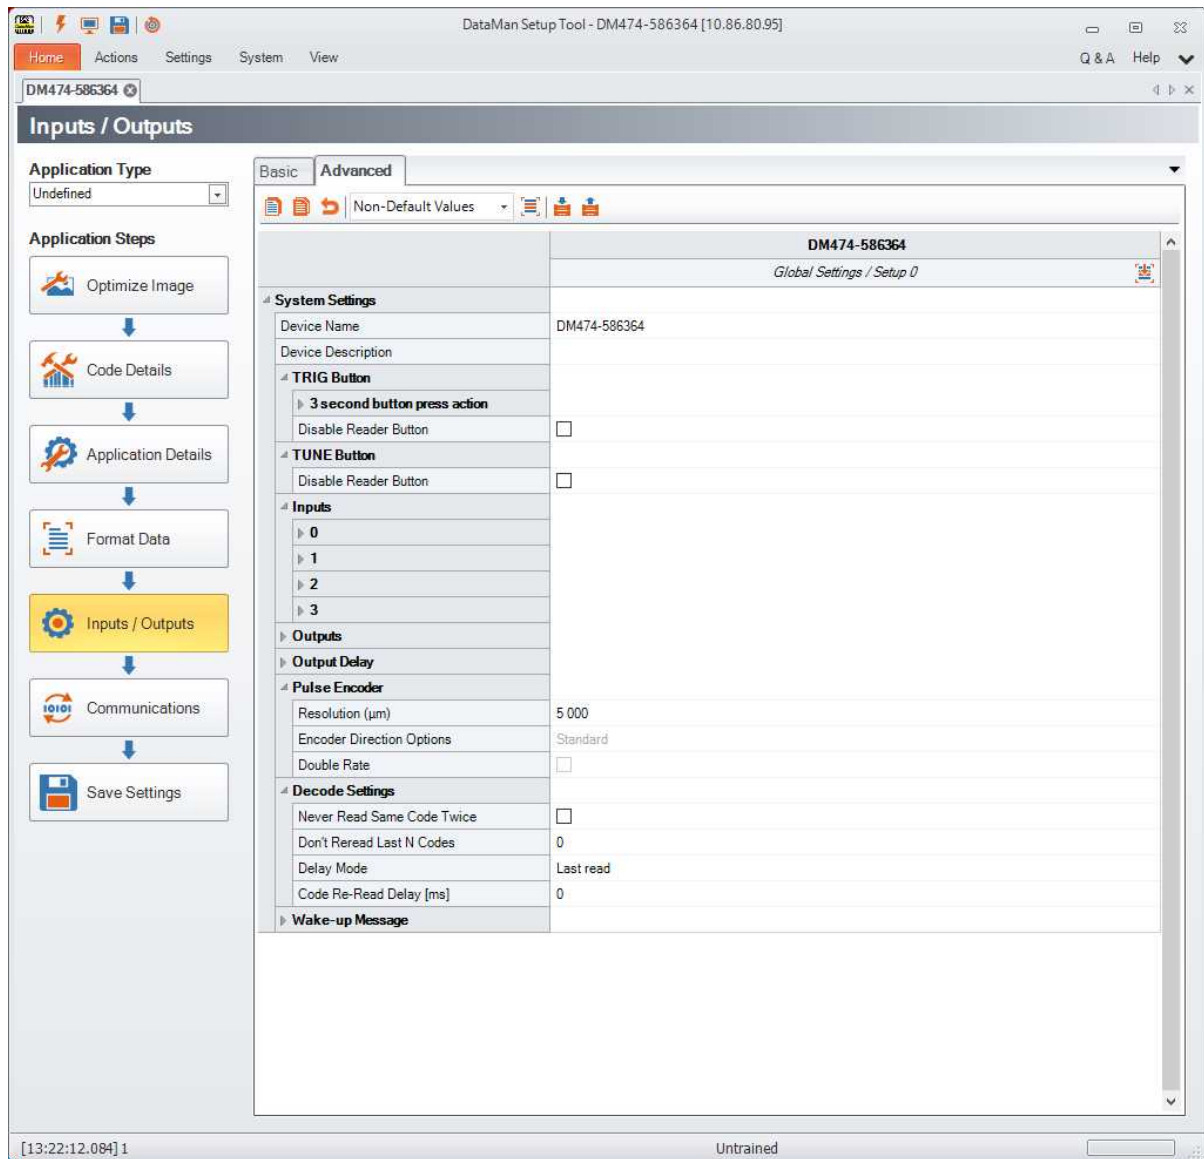 DataMan Setup Tool - DM474-586364 [10.86.80.95]
Home Actions Settings System View Q & A Help
DM474-586364
Inputs / Outputs
Application Type
Undefined
Application Steps
Optimize Image
Code Details
Application Details
Format Data
Inputs / Outputs
Communications
Save Settings
Basic Advanced
Non-Default Values
DM474-586364
Global Settings / Setup 0
System Settings
Device Name DM474-586364
Device Description
TRIG Button
3 second button press action
Disable Reader Button
TUNE Button
Disable Reader Button
Inputs
0
1
2
3
Outputs
Output Delay
Pulse Encoder
Resolution (µm) 5 000
Encoder Direction Options Standard
Double Rate
Decode Settings
Never Read Same Code Twice
Don't Reread Last N Codes 0
Delay Mode Last read
Code Re-Read Delay [ms] 0
Wake-up Message
[13:22:12.084] 1 Untrained